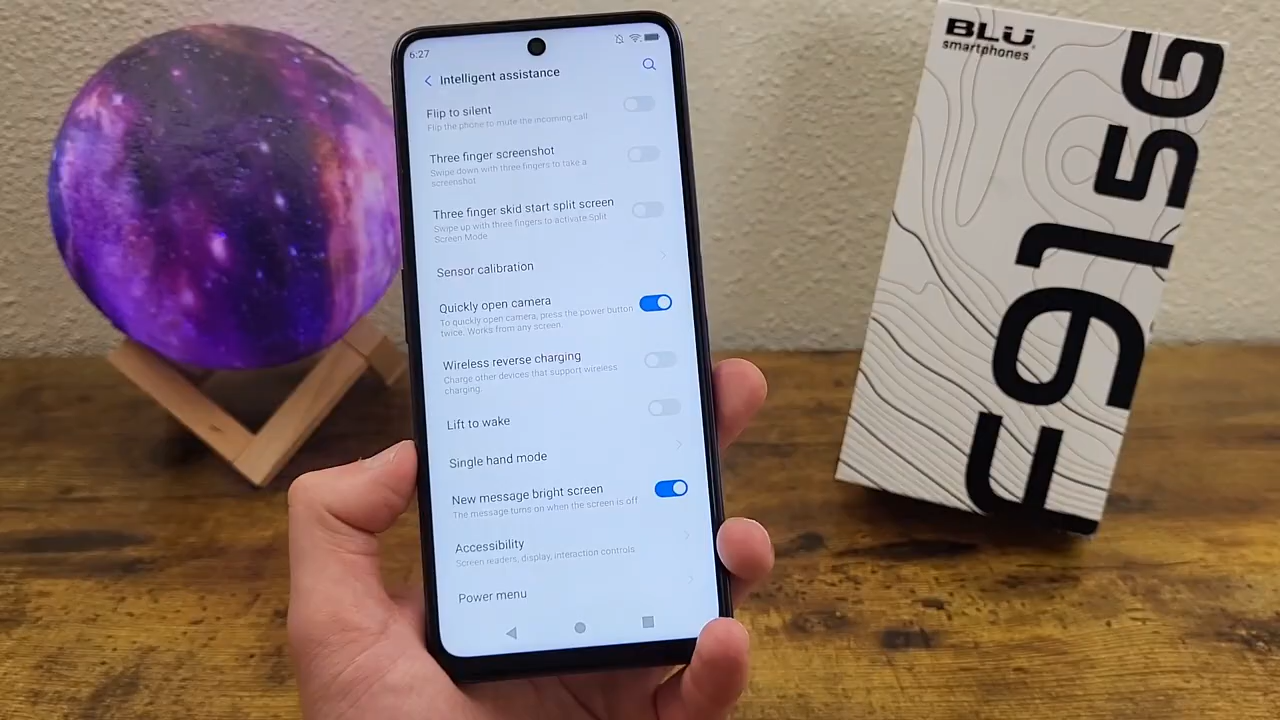 6:27
Intelligent assistance
Flip to silent
Flip the phone to mute the incoming call
Three finger screenshot
Swipe down with three fingers to take a
screenshot
Three finger skid start split screen
Swipe up with three fingers to activate Split
Screen Mode
Sensor calibration
Quickly open camera
To quickly open camera, press the power button
twice. Works from any screen.
Wireless reverse charging
Charge other devices that support wireless
charging.
Lift to wake
Single hand mode
New message bright screen
The message turns on when the screen is off
Accessibility
Screen readers, display, interaction controls
Power menu
BLU
smartphones
F91 5G